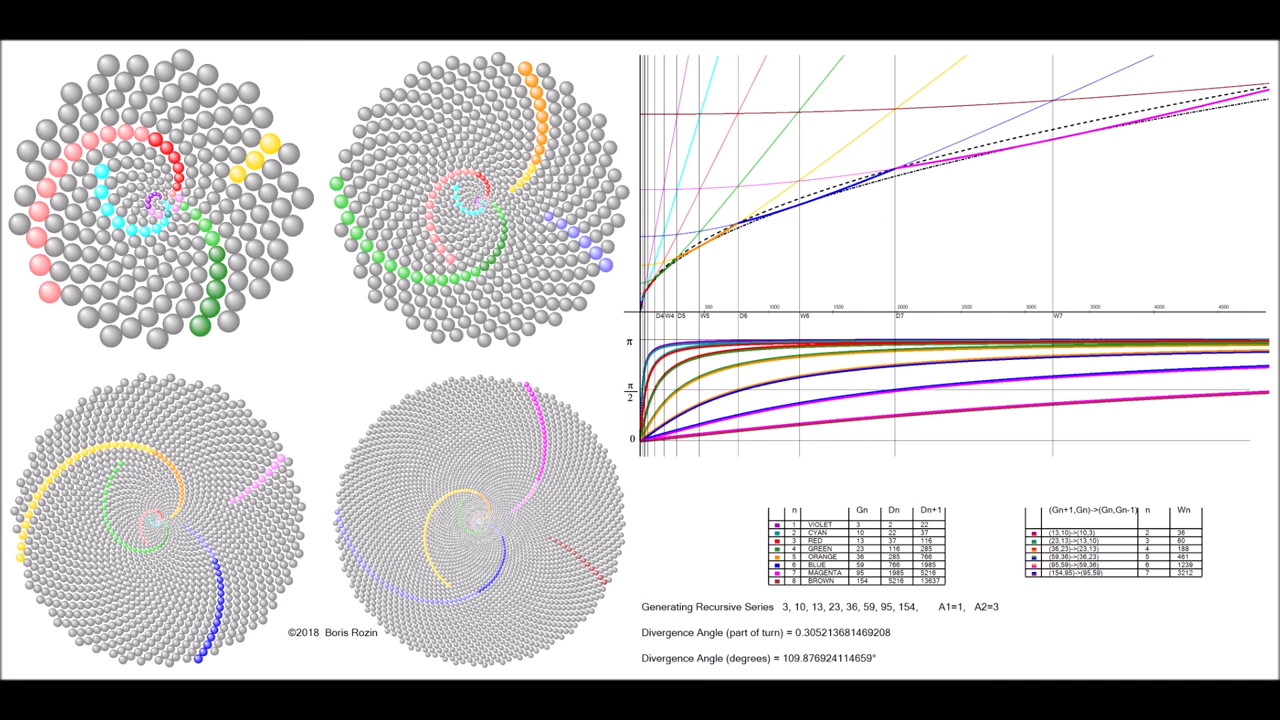 500 1000 1500 2000 2500 3000 3500 4000 4500
D4 W4 D5 W5 D6 W6 D7 W7
π
π
2
0
n Gn Dn Dn+1
1 VIOLET 3 2 22
2 CYAN 10 22 37
3 RED 13 37 116
4 GREEN 23 116 285
5 ORANGE 36 285 766
6 BLUE 59 766 1985
7 MAGENTA 95 1985 5216
8 BROWN 154 5216 13637
(Gn+1,Gn)->(Gn,Gn-1) n Wn
(13,10)->(10,3) 2 36
(23,13)->(13,10) 3 60
(36,23)->(23,13) 4 188
(59,36)->(36,23) 5 461
(95,59)->(59,36) 6 1239
(154,95)->(95,59) 7 3212
Generating Recursive Series 3, 10, 13, 23, 36, 59, 95, 154, A1=1, A2=3
©2018 Boris Rozin
Divergence Angle (part of turn) = 0.305213681469208
Divergence Angle (degrees) = 109.876924114659°